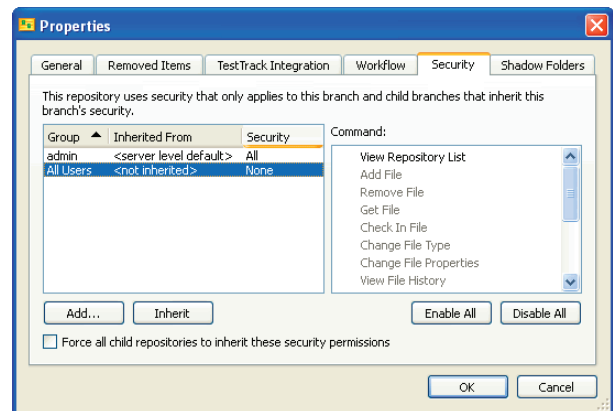 Properties
General Removed Items TestTrack Integration Workflow Security Shadow Folders
This repository uses security that only applies to this branch and child branches that inherit this
branch's security.
Group Inherited From Security
admin <server level default> All
All Users <not inherited> None
Command:
View Repository List
Add File
Remove File
Get File
Check In File
Change File Type
Change File Properties
View File History
Add... Inherit Enable All Disable All
Force all child repositories to inherit these security permissions
OK Cancel